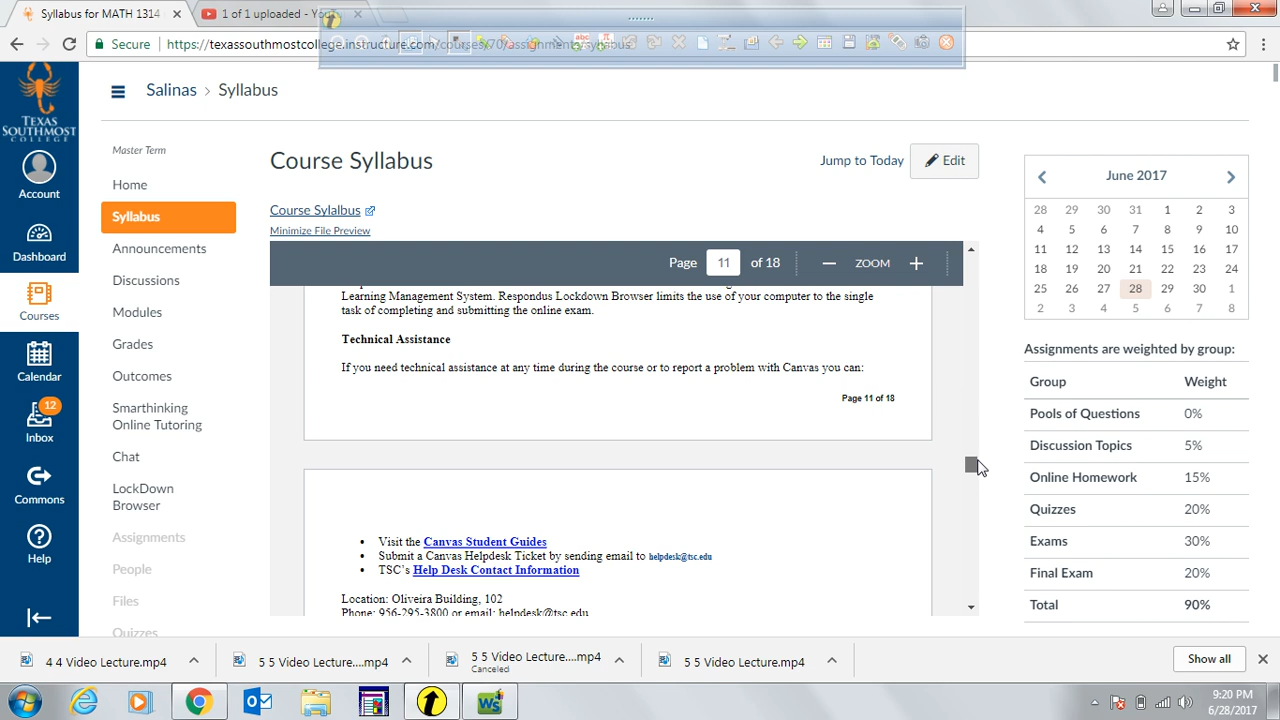 Syllabus for MATH 1314
1 of 1 uploaded - You
Secure
https://texassouthmostcollege.instructure.com/courses/
/assignments/syllabus
TEXAS
SOUTHMOST
COLLEGE
Account
Dashboard
Courses
Calendar
12
Inbox
Commons
Help
Salinas > Syllabus
Master Term
Home
Syllabus
Announcements
Discussions
Modules
Grades
Outcomes
Smarthinking
Online Tutoring
Chat
LockDown
Browser
Assignments
People
Files
Quizzes
Course Syllabus
Jump to Today
Edit
Course Sylalbus
Minimize File Preview
Page 11 of 18
ZOOM
Learning Management System. Respondus Lockdown Browser limits the use of your computer to the single
task of completing and submitting the online exam.
Technical Assistance
If you need technical assistance at any time during the course or to report a problem with Canvas you can:
Page 11 of 18
• Visit the Canvas Student Guides
• Submit a Canvas Helpdesk Ticket by sending email to helpdesk@tsc.edu
• TSC's Help Desk Contact Information
Location: Oliveira Building, 102
Phone: 956-295-3800 or email: helpdesk@tsc.edu
June 2017
28 29 30 31 1 2 3
4 5 6 7 8 9 10
11 12 13 14 15 16 17
18 19 20 21 22 23 24
25 26 27 28 29 30 1
2 3 4 5 6 7 8
Assignments are weighted by group:
Group Weight
Pools of Questions 0%
Discussion Topics 5%
Online Homework 15%
Quizzes 20%
Exams 30%
Final Exam 20%
Total 90%
4 4 Video Lecture.mp4
5 5 Video Lecture....mp4
5 5 Video Lecture....mp4
Canceled
5 5 Video Lecture.mp4
Show all
9:20 PM
6/28/2017